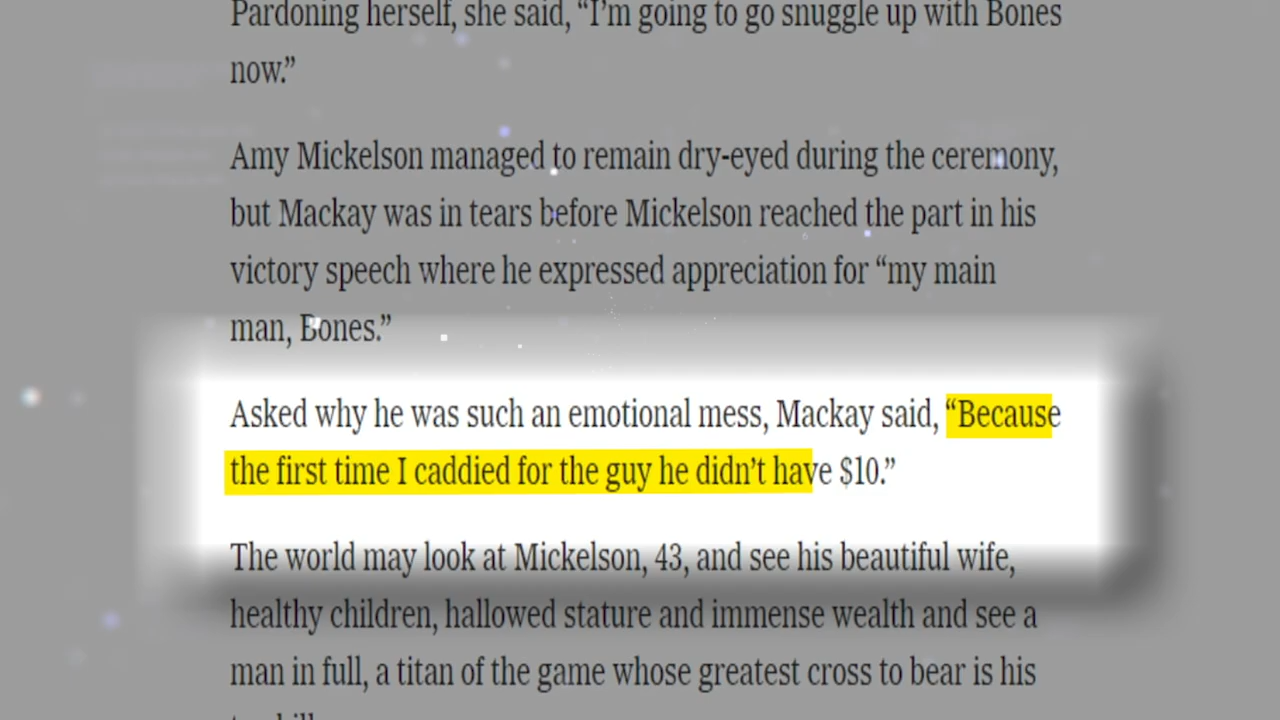 Pardoning herself, she said, “I’m going to go snuggle up with Bones
now.”
Amy Mickelson managed to remain dry-eyed during the ceremony,
but Mackay was in tears before Mickelson reached the part in his
victory speech where he expressed appreciation for “my main
man, Bones.”
Asked why he was such an emotional mess, Mackay said, “Because
the first time I caddied for the guy he didn’t have $10.”
The world may look at Mickelson, 43, and see his beautiful wife,
healthy children, hallowed stature and immense wealth and see a
man in full, a titan of the game whose greatest cross to bear is his